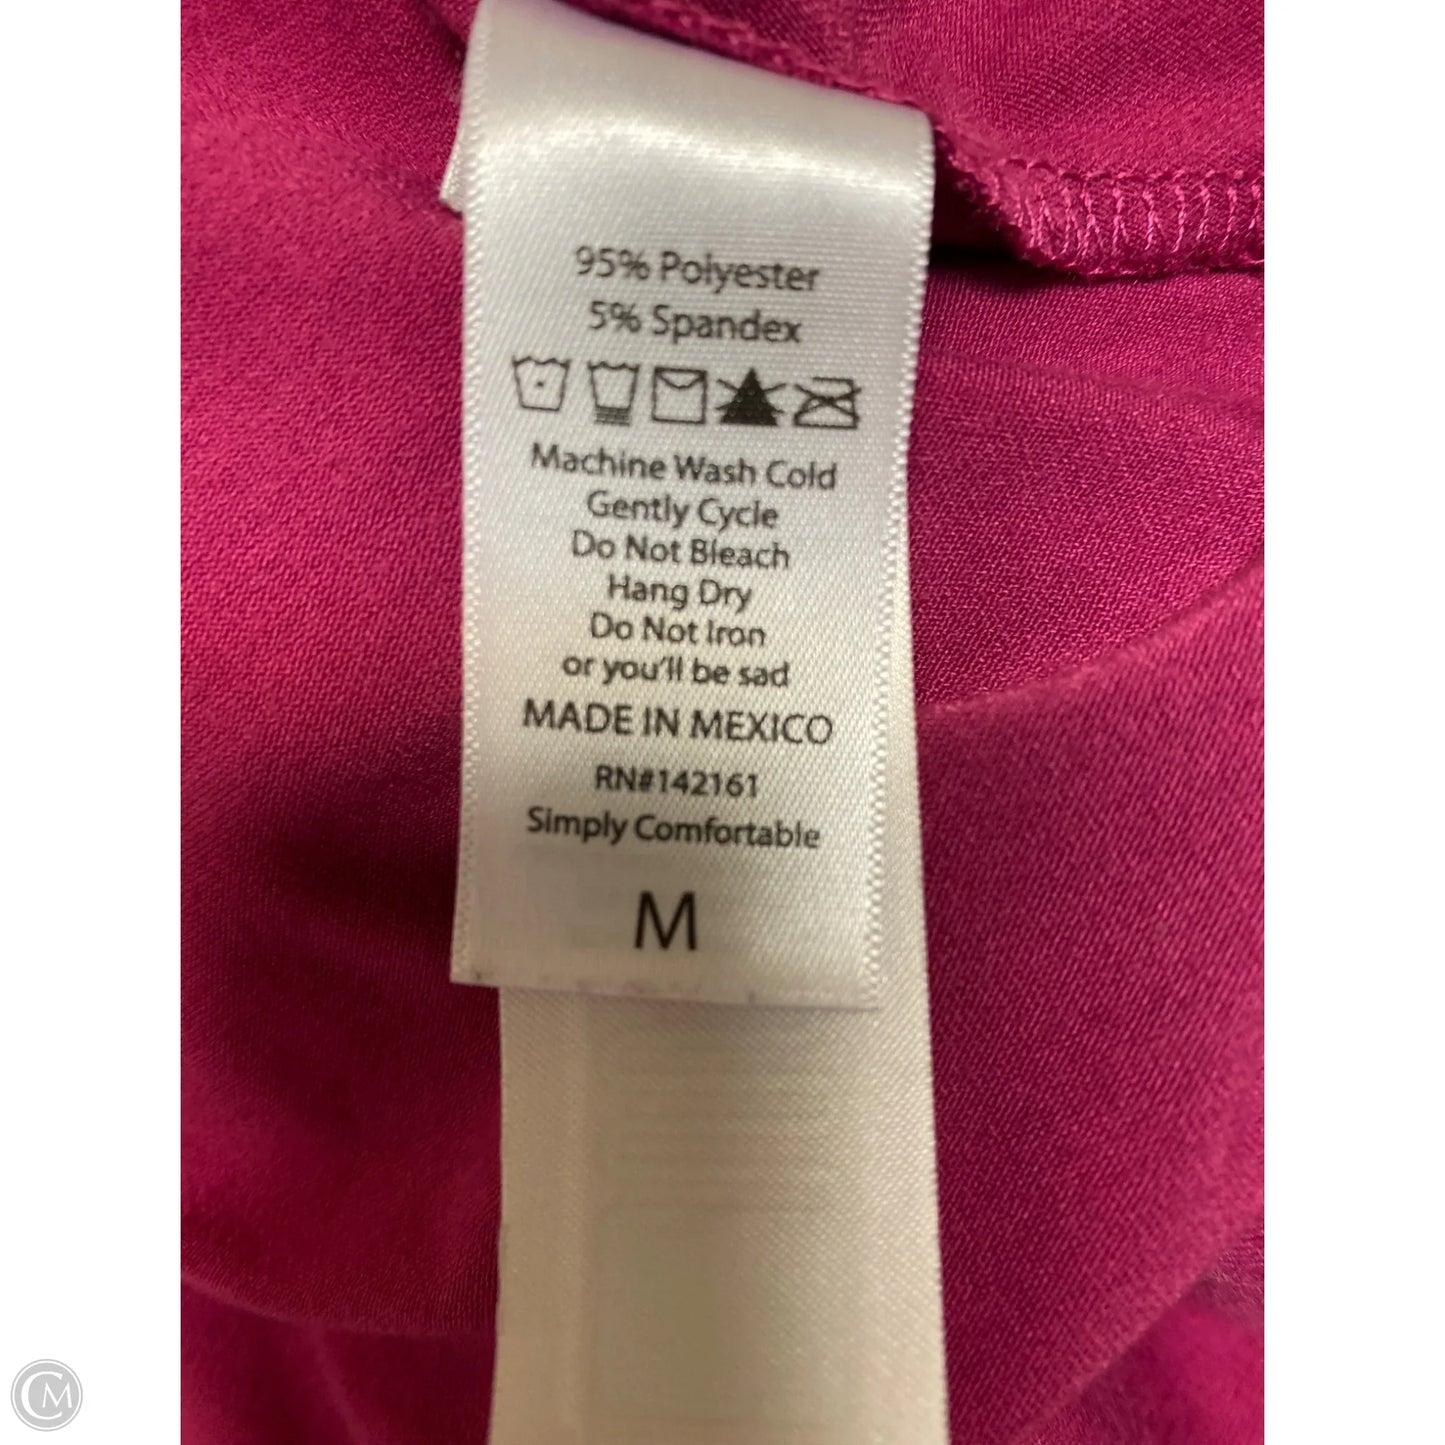 95% Polyester
5% Spandex
Machine Wash Cold
Gently Cycle
Do Not Bleach
Hang Dry
Do Not Iron
or you'll be sad
MADE IN MEXICO
RN#142161
Simply Comfortable
M
CM